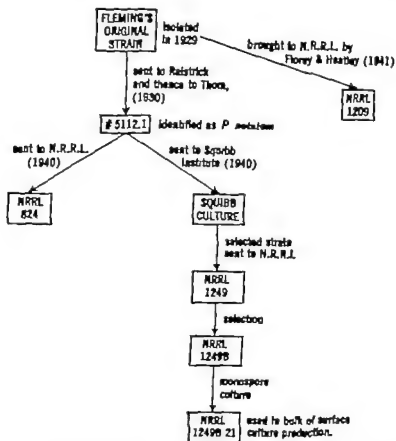 FLEMING'S
ORIGINAL
STRAIN
isolated
in 1929
brought to N.R.R.L. by
Florey & Heatley (1941)
NRRL
1209
sent to Raistrick
and thence to Thom,
(1930)
#5112.1
identified as P. notatum
sent to N.R.R.L.
(1940)
sent to Squibb
Institute (1940)
NRRL
824
SQUIBB
CULTURE
selected strain
sent to N.R.R.L
NRRL
1249
selection
NRRL
1249B
monospore
culture
NRRL
1249B 21
used in bulk of surface
culture production.